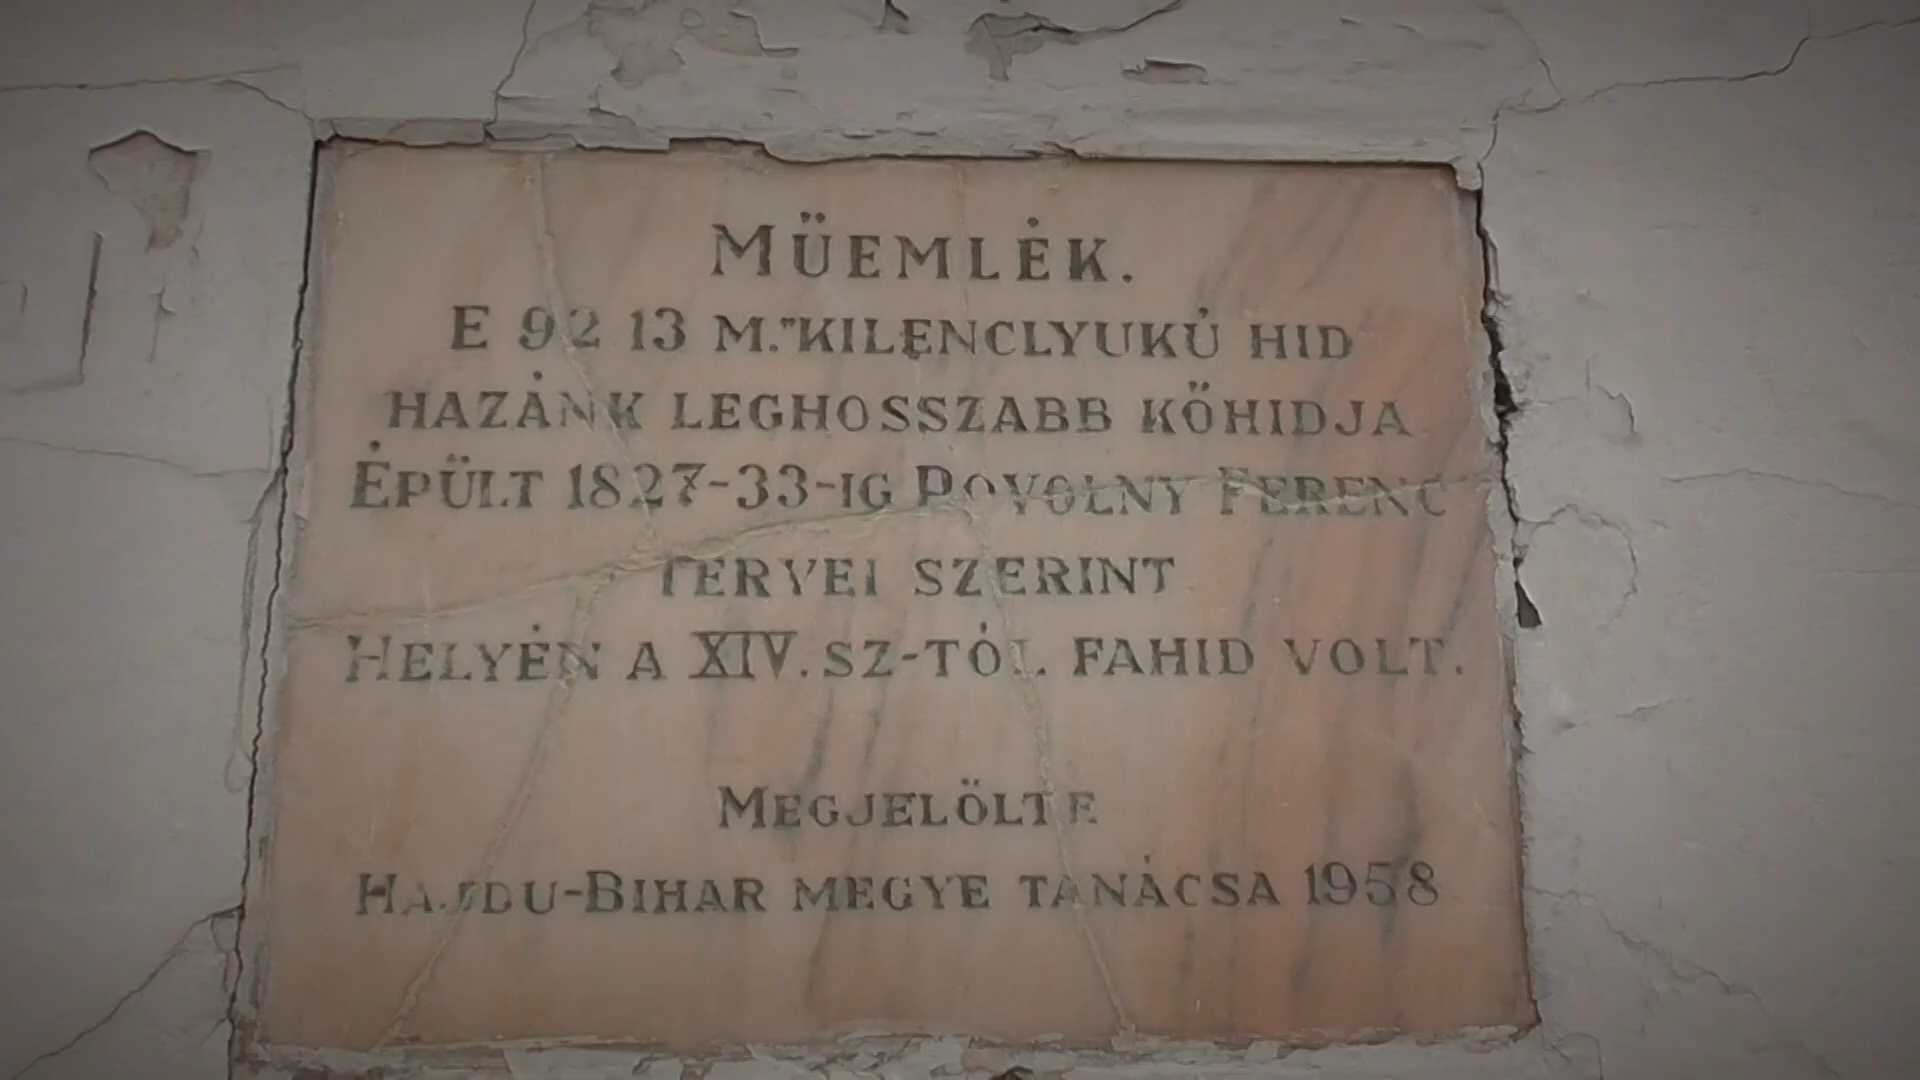 MÜEMLÉK.
E 92 13 M."KILENCLYUKÚ HID
HAZÁNK LEGHOSSZABB KŐHIDJA
ÉPÜLT 1827-33-IG POVOLNY FERENC
TERVEI SZERINT
HELYÉN A XIV. SZ-TÓL FAHID VOLT.
MEGJELÖLTE
HAJDU-BIHAR MEGYE TANÁCSA 1958